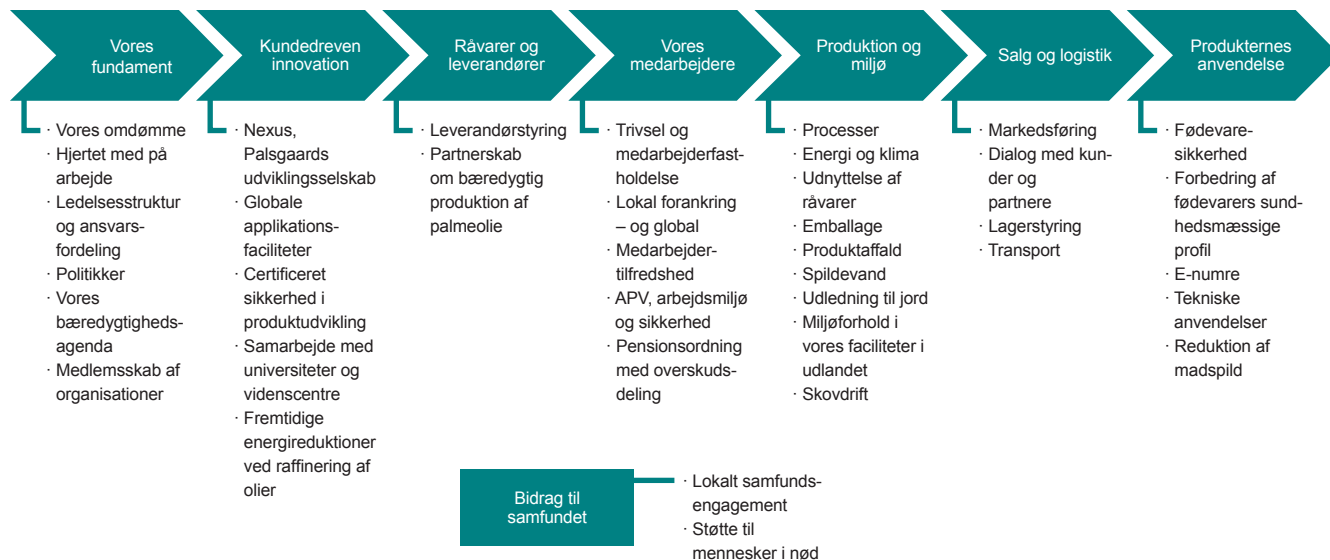 Vores
fundament
Kundedreven
innovation
Råvarer og
leverandører
Vores
medarbejdere
Produktion og
miljø
Salg og logistik
Produkternes
anvendelse
· Vores omdømme
· Hjertet med på
arbejde
· Ledelsesstruktur
og ansvars-
fordeling
· Politikker
· Vores
bæredygtigheds-
agenda
· Medlemsskab af
organisationer
· Nexus,
Palsgaards
udviklingsselskab
· Globale
applikations-
faciliteter
· Certificeret
sikkerhed i
produktudvikling
· Samarbejde med
universiteter og
videnscentre
· Fremtidige
energireduktioner
ved raffinering af
olier
· Leverandørstyring
· Partnerskab
om bæredygtig
produktion af
palmeolie
· Trivsel og
medarbejderfast-
holdelse
· Lokal forankring
– og global
· Medarbejder-
tilfredshed
· APV, arbejdsmiljø
og sikkerhed
· Pensionsordning
med overskuds-
deling
· Processer
· Energi og klima
· Udnyttelse af
råvarer
· Emballage
· Produktaffald
· Spildevand
· Udledning til jord
· Miljøforhold i
vores faciliteter i
udlandet
· Skovdrift
· Markedsføring
· Dialog med kun-
der og
partnere
· Lagerstyring
· Transport
· Fødevare-
sikkerhed
· Forbedring af
fødevarers sund-
hedsmæssige
profil
· E-numre
· Tekniske
anvendelser
· Reduktion af
madspild
Bidrag til
samfundet
· Lokalt samfunds-
engagement
· Støtte til
mennesker i nød